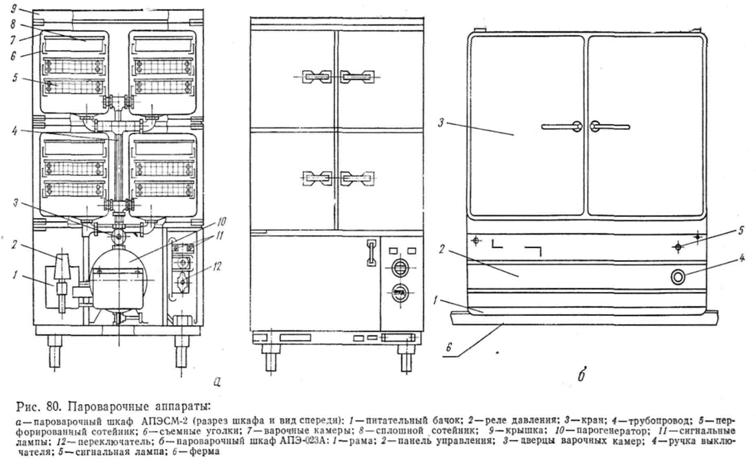 9
8
7
6
5
4
3
2
1
10
11
12
а
3
2
1
6
5
4
б
Рис. 80. Пароварочные аппараты:
а—пароварочный шкаф АПЭСМ-2 (разрез шкафа и вид спереди): 1—питательный бачок; 2—реле давления; 3—кран; 4—трубопровод; 5—пер-
форированный сотейник; 6—съемные уголки; 7—варочные камеры; 8—сплошной сотейник; 9—крышка; 10—парогенератор; 11—сигнальные
лампы; 12—переключатель; б—пароварочный шкаф АПЭ-023А: 1—рама; 2—панель управления; 3—дверцы варочных камер; 4—ручка выклю-
чателя; 5—сигнальная лампа; 6—ферма